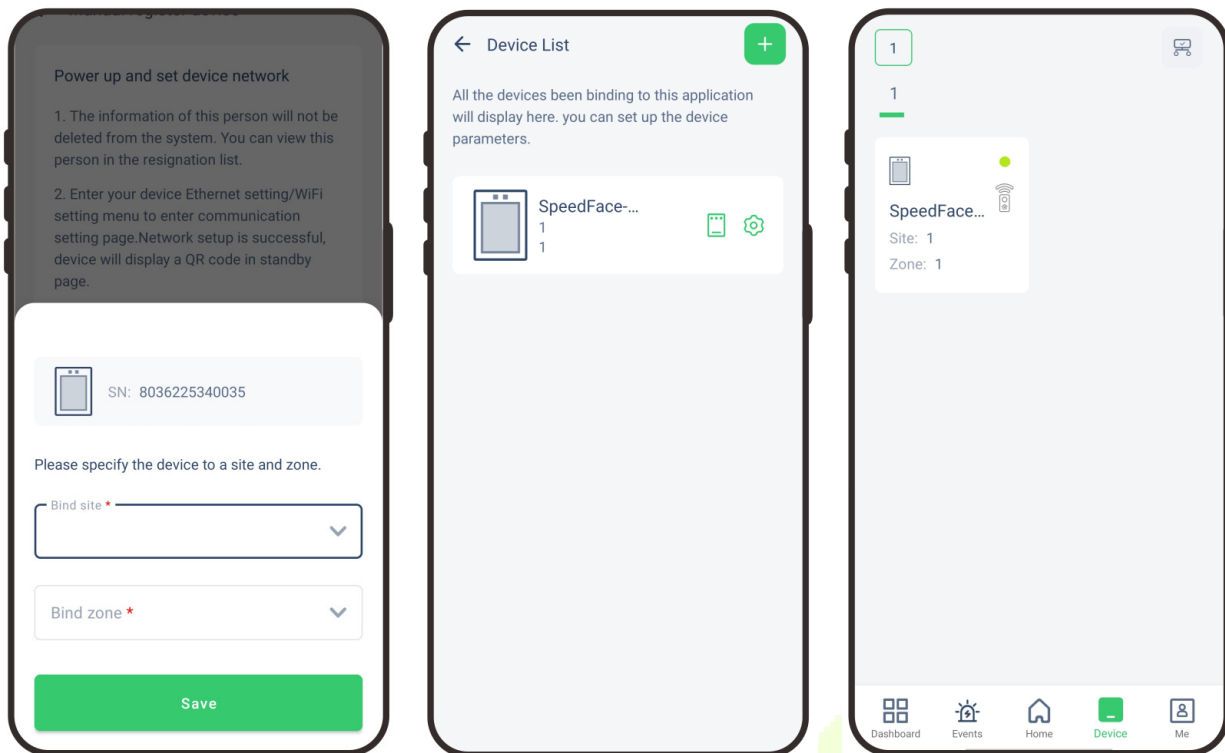 Manual register device
Power up and set device network
1. The information of this person will not be
deleted from the system. You can view this
person in the resignation list.
2. Enter your device Ethernet setting/WiFi
setting menu to enter communication
setting page.Network setup is successful,
device will display a QR code in standby
page.
SN: 8036225340035
Please specify the device to a site and zone.
Bind site *
Bind zone *
Save
Device List
All the devices been binding to this application
will display here. you can set up the device
parameters.
SpeedFace-...
1
1
1
1
SpeedFace...
Site: 1
Zone: 1
Dashboard
Events
Home
Device
Me